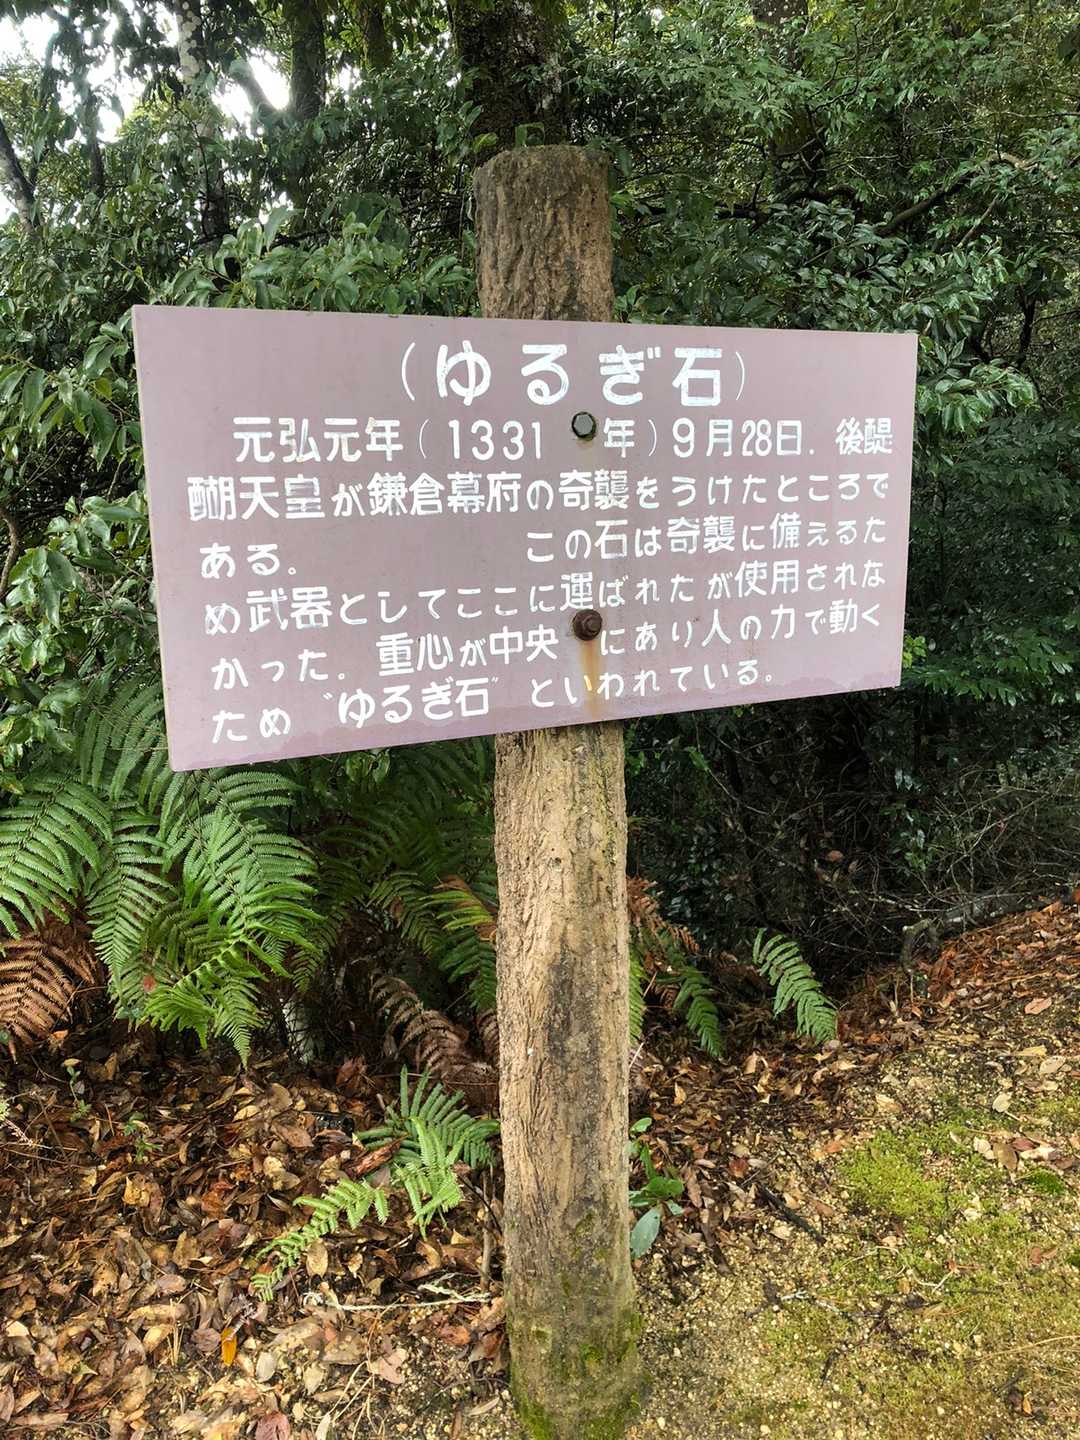 （ゆるぎ石）
元弘元年（1331年）9月28日．後醍
醐天皇が鎌倉幕府の奇襲をうけたところで
ある。　この石は奇襲に備えるた
め武器としてここに運ばれたが使用されな
かった．重心が中央にあり人の力で動く
ため〝ゆるぎ石〞といわれている。